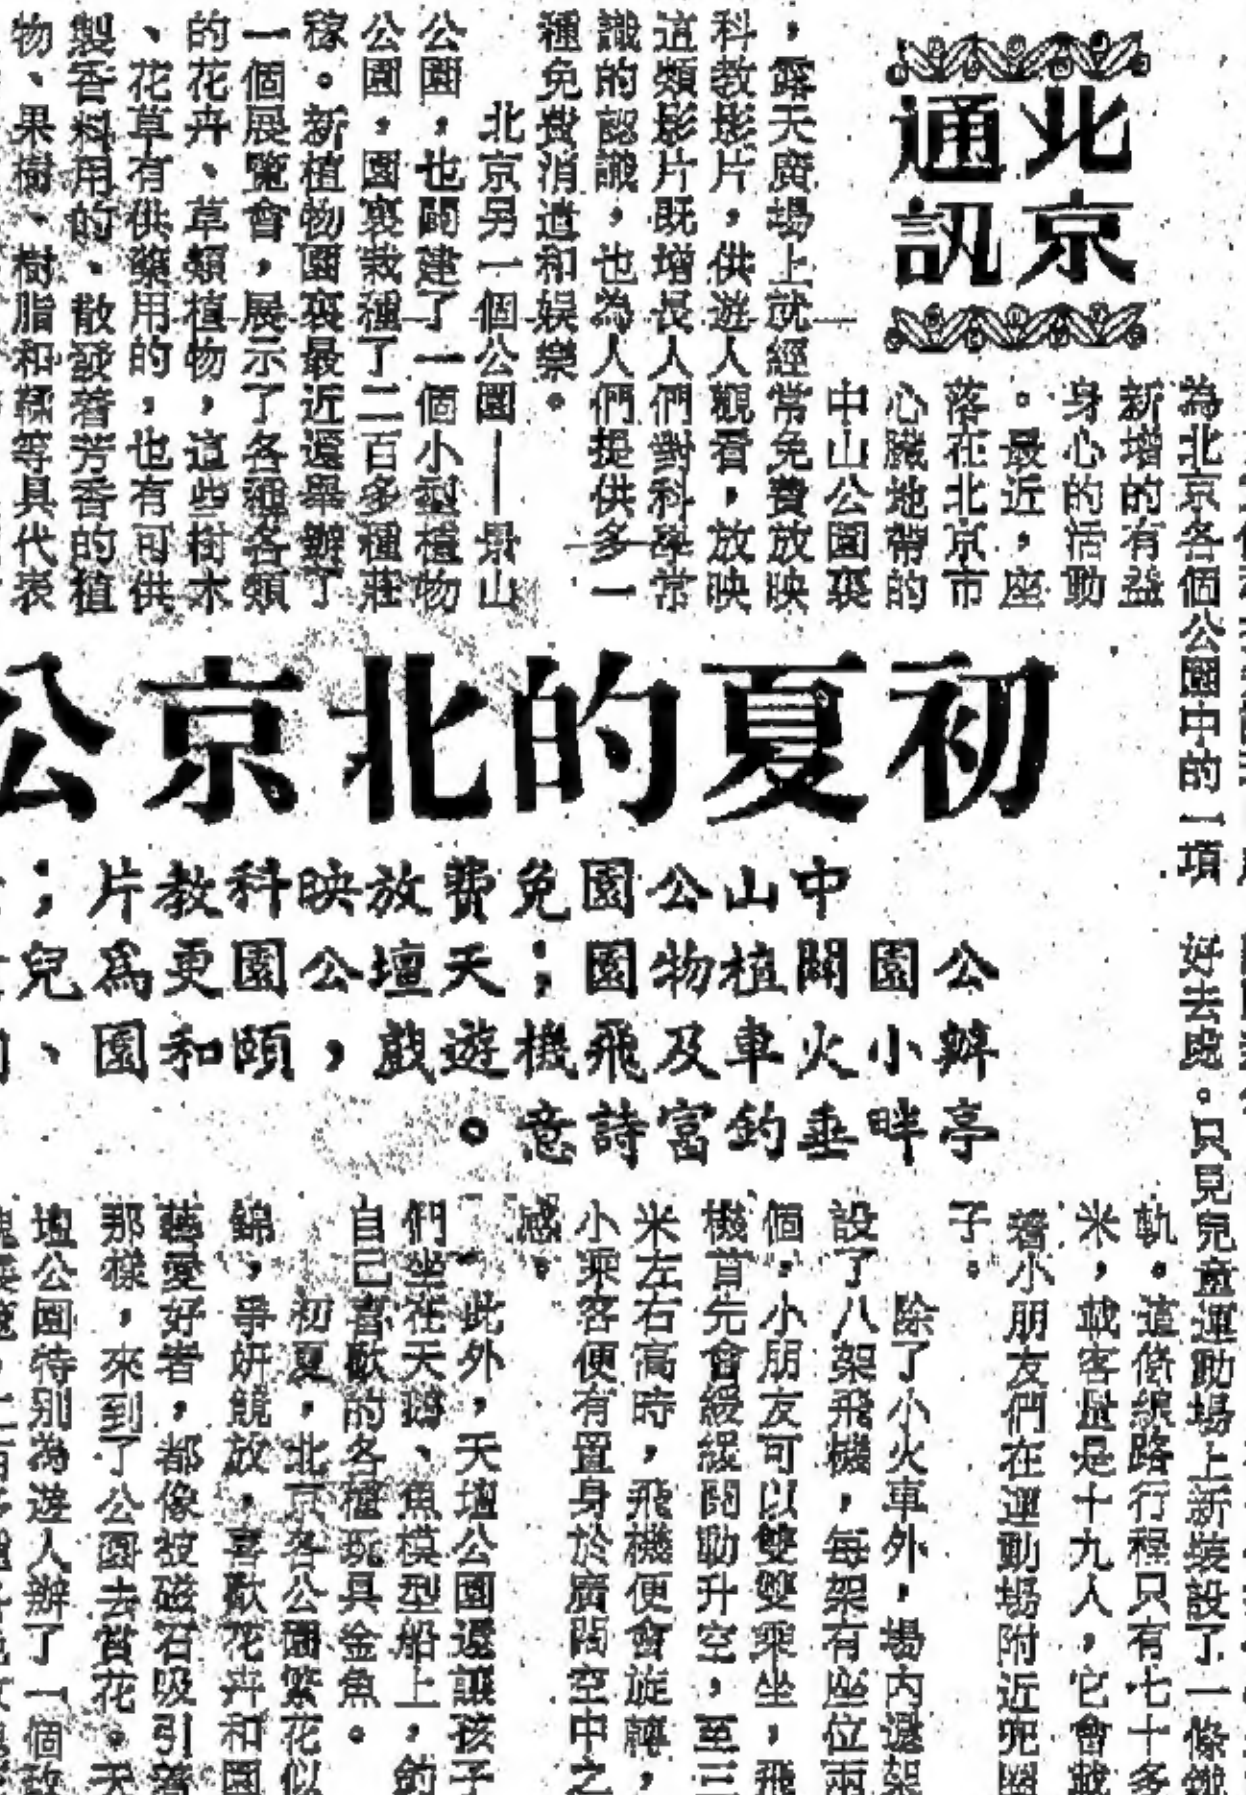 北京
通訊
初夏的北京公
中山公園免費放映科教片；
公園闢植物園；天壇公園更爲兒
辦小火車及飛機遊戲，頤和園、
亭畔垂釣富詩意。
為北京各個公園中的一項
新增的有益
身心的活動
。最近，座
落在北京市
心臟地帶的
中山公園裏
，露天廣場上就經常免費放映
科教影片，供遊人觀看，放映
這類影片既增長人們對科學常
識的認識，也為人們提供多一
種免費消遣和娛樂。
北京另一個公園——景山
公園，也闢建了一個小型植物
公園，園裏栽種了二百多種莊
稼。新植物園裏最近還舉辦了
一個展覽會，展示了各種各類
的花卉、草類植物，這些樹木
、花草有供藥用的，也有可供
製香料用的、散發着芳香的植
物、果樹、樹脂和等具代表
好去處。只見兒童運動場上新裝設了一條鐵
軌。這條線路行程只有七十多
米，載客量是十九人，它會載
着小朋友們在運動場附近兜圈
子。
除了小火車外，場內還架
設了八架飛機，每架有座位兩
個，小朋友可以雙雙乘坐，飛
機首先會緩緩開動升空，至三
米左右高時，飛機便會旋轉，
小乘客便有置身於廣闊空中之
感。
此外，天壇公園還讓孩子
們坐在天鵝、魚模型船上，釣
自己喜歡的各種玩具金魚。
初夏，北京各公園繁花似
錦，爭妍競放，喜歡花卉和園
藝愛好者，都像被磁石吸引着
那樣，來到了公園去賞花。天
壇公園特别為遊人辦了一個